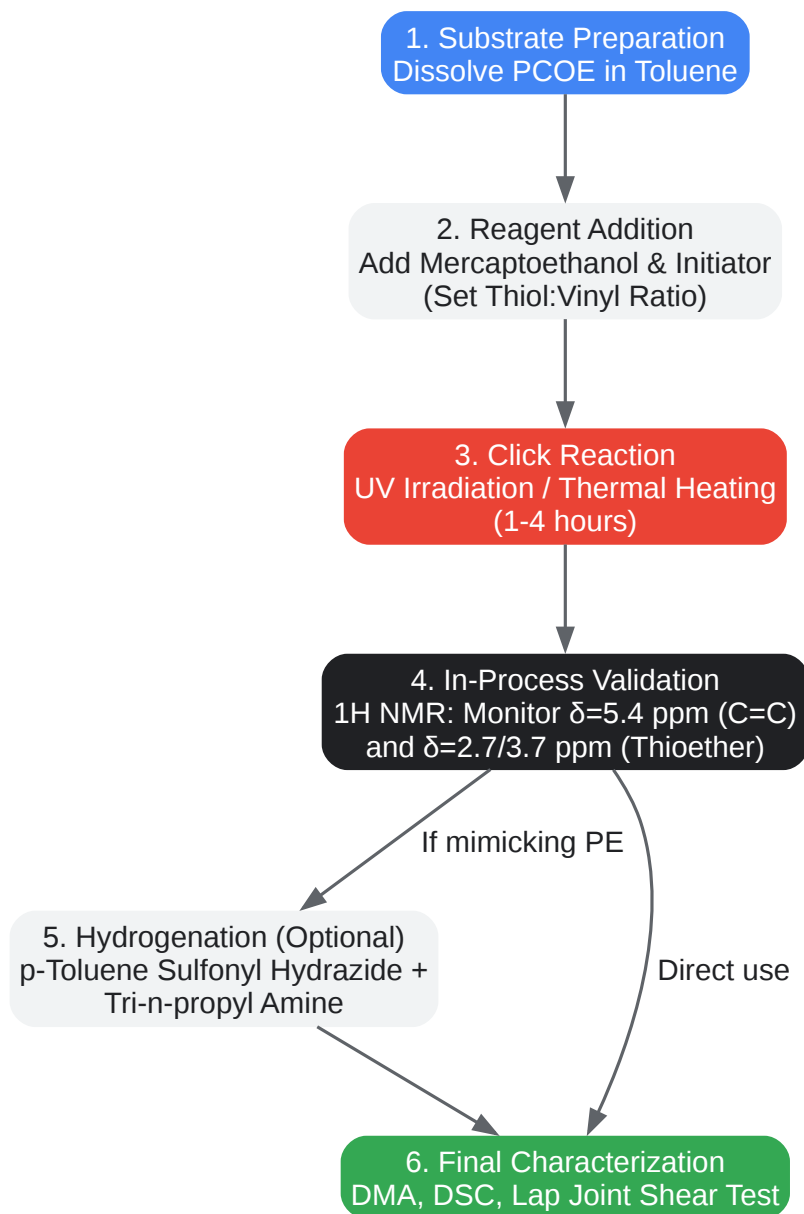 1. Substrate Preparation
Dissolve PCOE in Toluene
2. Reagent Addition
Add Mercaptoethanol & Initiator
(Set Thiol:Vinyl Ratio)
3. Click Reaction
UV Irradiation / Thermal Heating
(1-4 hours)
4. In-Process Validation
1H NMR: Monitor δ=5.4 ppm (C=C)
and δ=2.7/3.7 ppm (Thioether)
If mimicking PE
5. Hydrogenation (Optional)
p-Toluene Sulfonyl Hydrazide +
Tri-n-propyl Amine
Direct use
6. Final Characterization
DMA, DSC, Lap Joint Shear Test